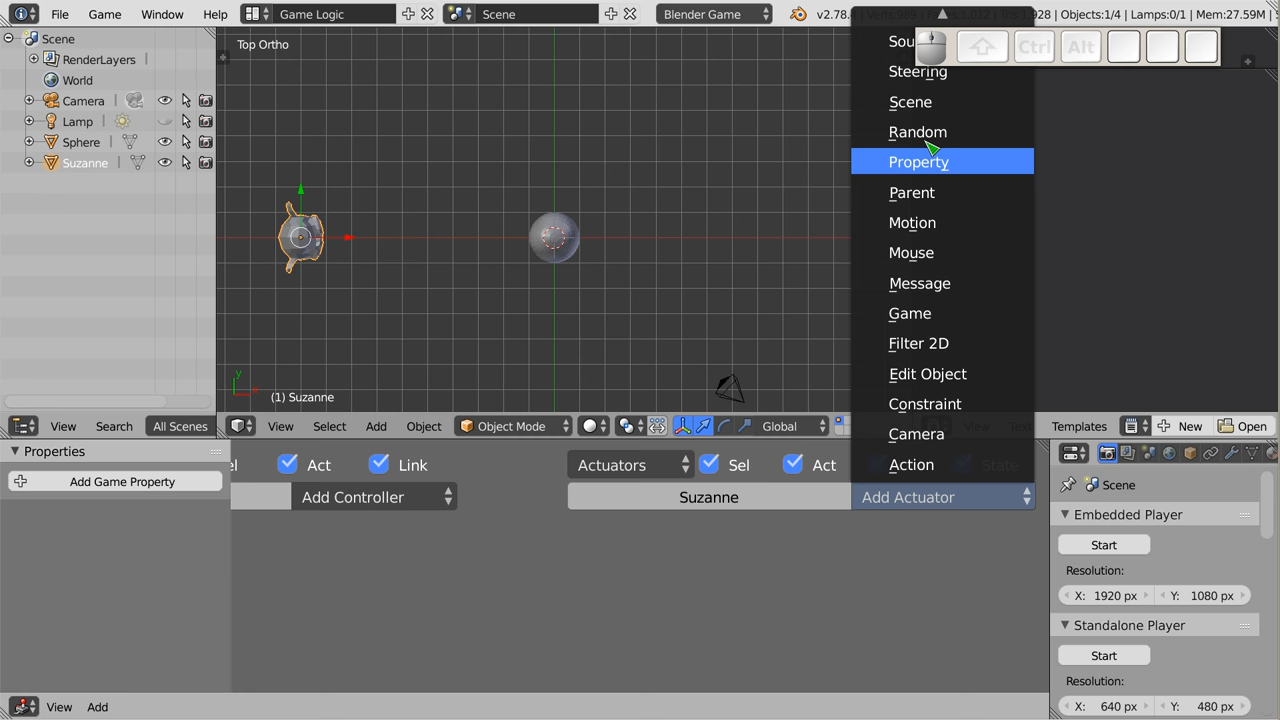 File Game Window Help Game Logic Scene Blender Game v2.78. 1.928 | Objects:1/4 | Lamps:0/1 | Mem:27.59M
Scene
RenderLayers
World
Camera
Lamp
Sphere
Suzanne
View Search All Scenes
Top Ortho
y
x
(1) Suzanne
View Select Add Object Object Mode Global
Ctrl Alt
Steering
Scene
Random
Property
Parent
Motion
Mouse
Message
Game
Filter 2D
Edit Object
Constraint
Camera
Action
View Text Templates New Open
Properties
Add Game Property
Act Link Actuators Sel Act State
Add Controller Suzanne Add Actuator
View Add
Scene
Embedded Player
Start
Resolution:
X: 1920 px Y: 1080 px
Standalone Player
Start
Resolution:
X: 640 px Y: 480 px